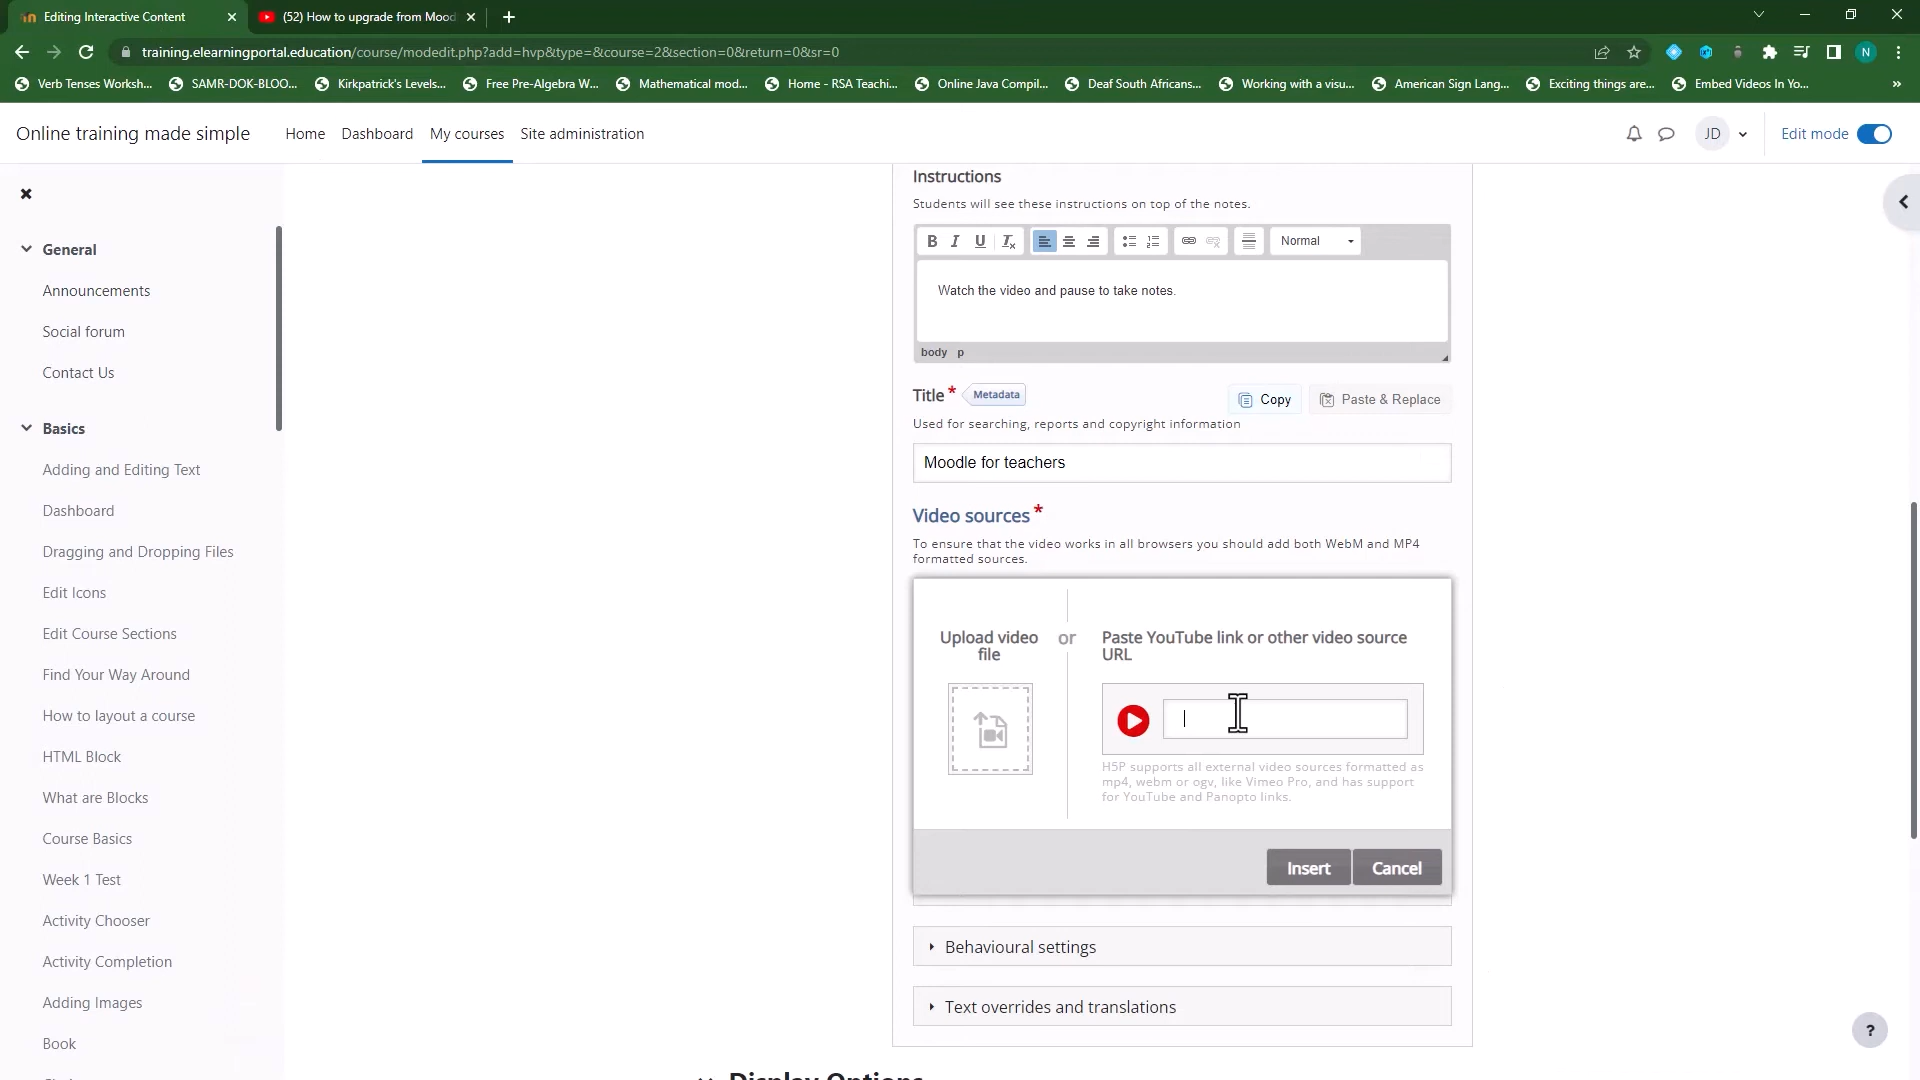 Editing Interactive Content
(52) How to upgrade from Mood
training.elearningportal.education/course/modedit.php?add=hvp&type=&course=2&section=0&return=0&sr=0
N
Verb Tenses Worksh...
SAMR-DOK-BLOO...
Kirkpatrick's Levels...
Free Pre-Algebra W...
Mathematical mod...
Home - RSA Teachi...
Online Java Compil...
Deaf South Africans...
Working with a visu...
American Sign Lang...
Exciting things are...
Embed Videos In Yo...
»
Online training made simple
Home
Dashboard
My courses
Site administration
JD
Edit mode
General
Announcements
Social forum
Contact Us
Basics
Adding and Editing Text
Dashboard
Dragging and Dropping Files
Edit Icons
Edit Course Sections
Find Your Way Around
How to layout a course
HTML Block
What are Blocks
Course Basics
Week 1 Test
Activity Chooser
Activity Completion
Adding Images
Book
Instructions
Students will see these instructions on top of the notes.
B I U Tx
Normal
Watch the video and pause to take notes.
body p
Title *
Metadata
Copy
Paste & Replace
Used for searching, reports and copyright information
Moodle for teachers
Video sources *
To ensure that the video works in all browsers you should add both WebM and MP4
formatted sources.
Upload video
file
or
Paste YouTube link or other video source
URL
H5P supports all external video sources formatted as
mp4, webm or ogv, like Vimeo Pro, and has support
for YouTube and Panopto links.
Insert
Cancel
Behavioural settings
Text overrides and translations
Display Options
?